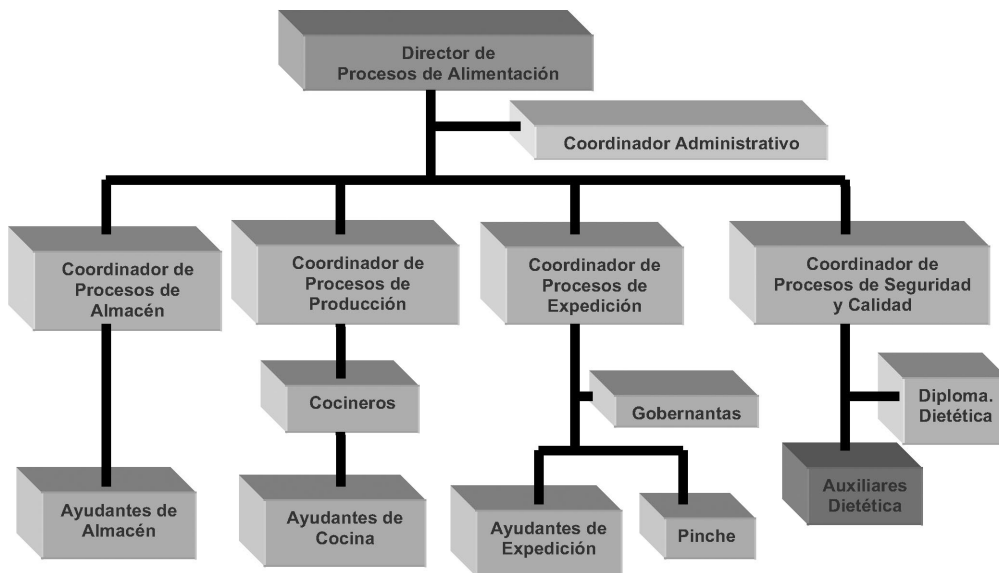 Director de
Procesos de Alimentación
Coordinador Administrativo
Coordinador de
Procesos de
Almacén
Coordinador de
Procesos de
Producción
Coordinador de
Procesos de
Expedición
Coordinador de
Procesos de Seguridad
y Calidad
Cocineros
Gobernantas
Diploma.
Dietética
Ayudantes de
Almacén
Ayudantes de
Cocina
Ayudantes de
Expedición
Pinche
Auxiliares
Dietética